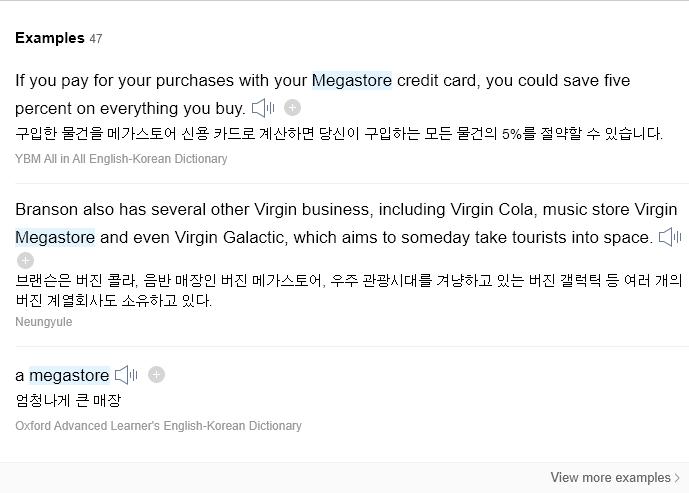 Examples 47
If you pay for your purchases with your Megastore credit card, you could save five
percent on everything you buy.
구입한 물건을 메가스토어 신용 카드로 계산하면 당신이 구입하는 모든 물건의 5%를 절약할 수 있습니다.
YBM All in All English-Korean Dictionary
Branson also has several other Virgin business, including Virgin Cola, music store Virgin
Megastore and even Virgin Galactic, which aims to someday take tourists into space.
브랜슨은 버진 콜라, 음반 매장인 버진 메가스토어, 우주 관광시대를 겨냥하고 있는 버진 갤럭틱 등 여러 개의
버진 계열회사도 소유하고 있다.
Neungyule
a megastore
엄청나게 큰 매장
Oxford Advanced Learner's English-Korean Dictionary
View more examples